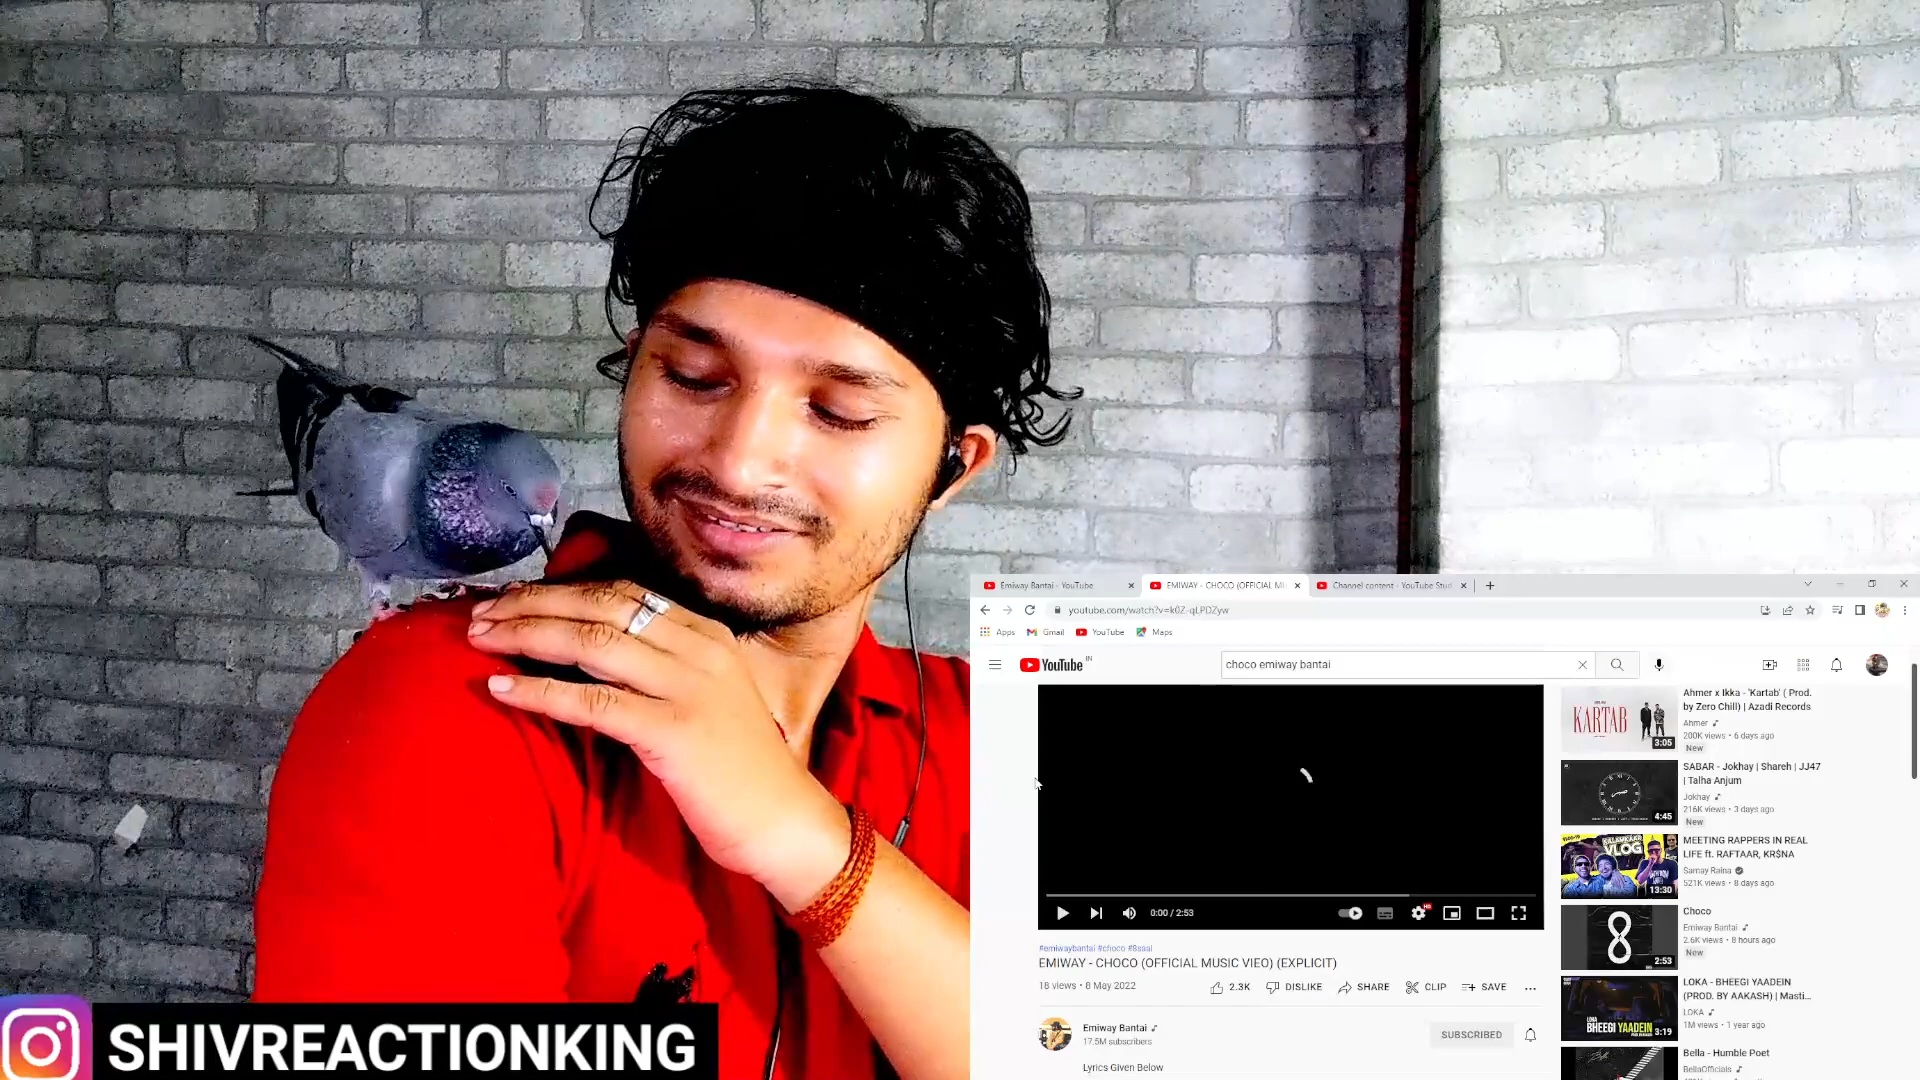 Emiway Bantai - YouTube
EMIWAY - CHOCO (OFFICIAL MU
Channel content - YouTube Stud
youtube.com/watch?v=k0Z-qLPDZyw
Apps
Gmail
YouTube
Maps
YouTube IN
choco emiway bantai
0:00 / 2:53
HD
#emiwaybantai #choco #8saal
EMIWAY - CHOCO (OFFICIAL MUSIC VIEO) (EXPLICIT)
18 views • 8 May 2022
2.3K
DISLIKE
SHARE
CLIP
SAVE
Emiway Bantai
17.5M subscribers
SUBSCRIBED
Lyrics Given Below
KARTAB
3:05
Ahmer x Ikka - 'Kartab' ( Prod.
by Zero Chill) | Azadi Records
Ahmer
200K views • 6 days ago
New
4:45
SABAR - Jokhay | Shareh | JJ47
| Talha Anjum
Jokhay
216K views • 3 days ago
New
VLOG
13:30
MEETING RAPPERS IN REAL
LIFE ft. RAFTAAR, KR$NA
Samay Raina
521K views • 8 days ago
8
2:53
Choco
Emiway Bantai
2.6K views • 8 hours ago
New
LOKA
BHEEGI YAADEIN
3:19
LOKA - BHEEGI YAADEIN
(PROD. BY AAKASH) | Masti...
LOKA
1M views • 1 year ago
Bella - Humble Poet
BellaOfficials
SHIVREACTIONKING